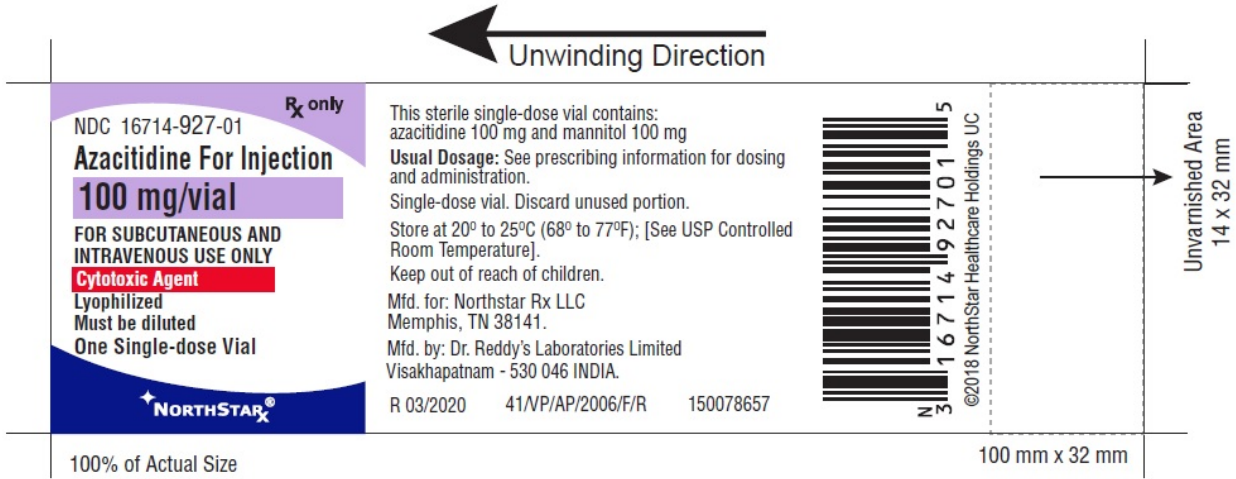 Unwinding Direction
Rx only
NDC 16714-927-01
Azacitidine For Injection
100 mg/vial
FOR SUBCUTANEOUS AND
INTRAVENOUS USE ONLY
Cytotoxic Agent
Lyophilized
Must be diluted
One Single-dose Vial
NORTHSTARx®
This sterile single-dose vial contains:
azacitidine 100 mg and mannitol 100 mg
Usual Dosage: See prescribing information for dosing
and administration.
Single-dose vial. Discard unused portion.
Store at 20⁰ to 25⁰C (68⁰ to 77⁰F); [See USP Controlled
Room Temperature].
Keep out of reach of children.
Mfd. for: Northstar Rx LLC
Memphis, TN 38141.
Mfd. by: Dr. Reddy’s Laboratories Limited
Visakhapatnam - 530 046 INDIA.
R 03/2020 41/VP/AP/2006/F/R 150078657
N 3 16714 92701 5
©2018 NorthStar Healthcare Holdings UC
Unvarnished Area
14 x 32 mm
100% of Actual Size
100 mm x 32 mm